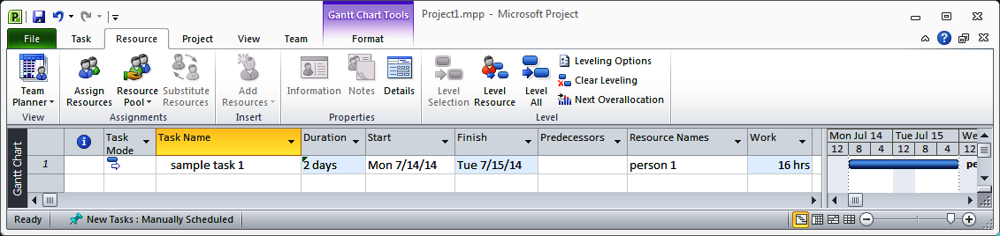 Gantt Chart Tools
Project1.mpp - Microsoft Project
File Task Resource Project View Team Format
Team Planner
Assign Resources
Resource Pool
Substitute Resources
Add Resources
Information
Notes
Details
Level Selection
Level Resource
Level All
Leveling Options
Clear Leveling
Next Overallocation
View Assignments Insert Properties Level
Gantt Chart
Task Mode
Task Name
Duration
Start
Finish
Predecessors
Resource Names
Work
Mon Jul 14 Tue Jul 15 We
12 8 4 12 8 4 12
1 sample task 1 2 days Mon 7/14/14 Tue 7/15/14 person 1 16 hrs
pe
Ready New Tasks : Manually Scheduled